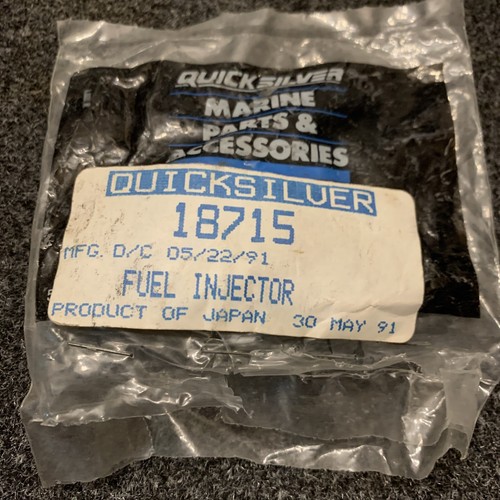 QUICKSILVER
MARINE
PARTS &
ACCESSORIES
QUICKSILVER
18715
MFG. D/C 05/22/91
FUEL INJECTOR
PRODUCT OF JAPAN 30 MAY 91